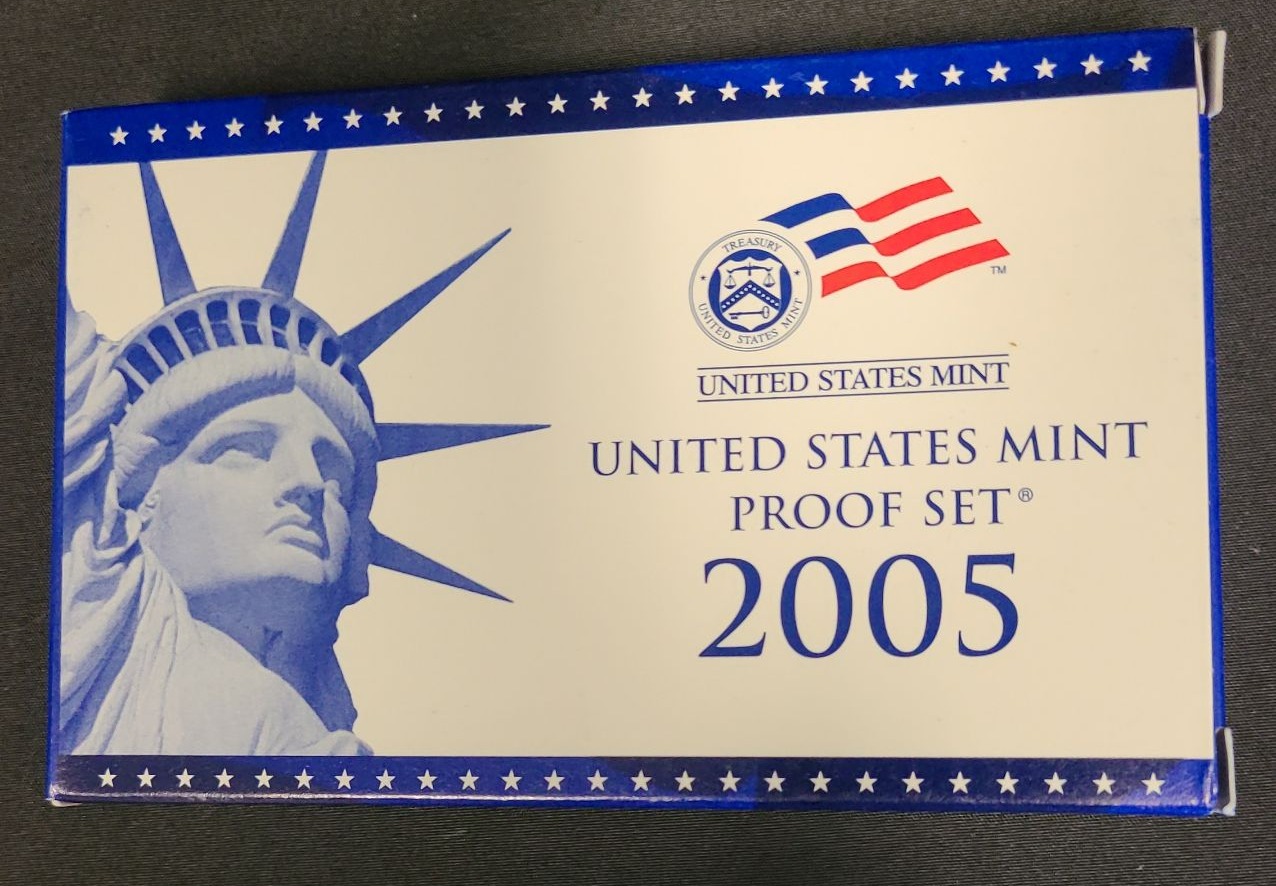 TREASURY
UNITED STATES MINT
TM
UNITED STATES MINT
UNITED STATES MINT
PROOF SET®
2005